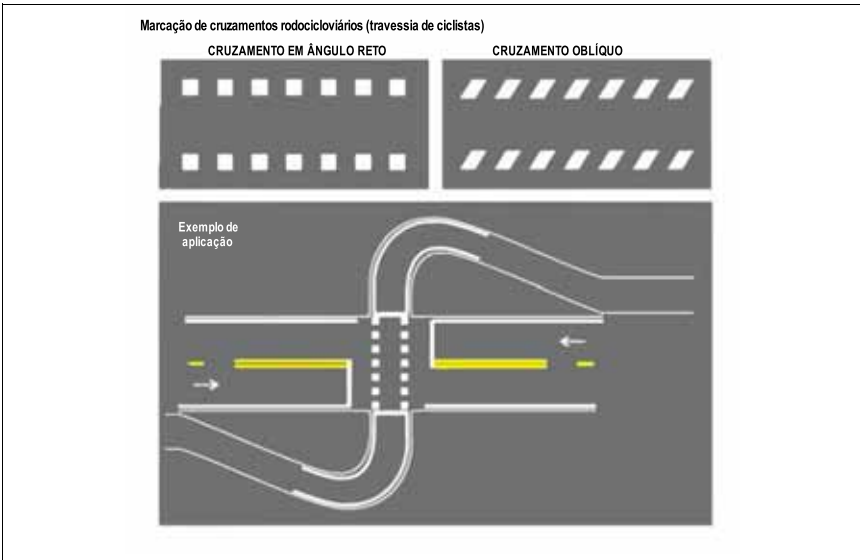 Marcação de cruzamentos rodocicloviários (travessia de ciclistas)
CRUZAMENTO EM ÂNGULO RETO
CRUZAMENTO OBLÍQUO
Exemplo de
aplicação